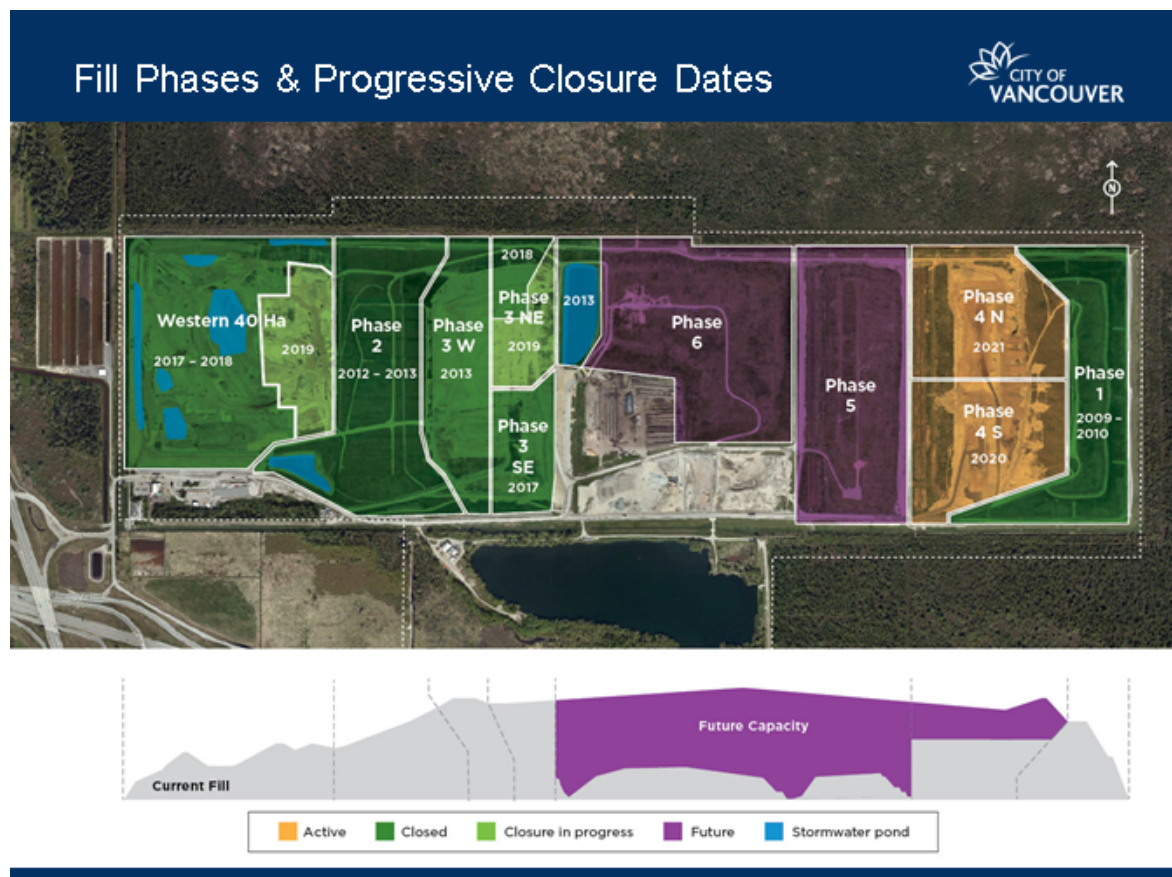 Fill Phases & Progressive Closure Dates
CITY OF
VANCOUVER
N
Western 40 Ha
2017 – 2018
2019
Phase
2
2012 – 2013
Phase
3 W
2013
2018
Phase
3 NE
2019
Phase
3
SE
2017
2013
Phase
6
Phase
5
Phase
4 N
2021
Phase
4 S
2020
Phase
1
2009 –
2010
Current Fill
Future Capacity
Active
Closed
Closure in progress
Future
Stormwater pond